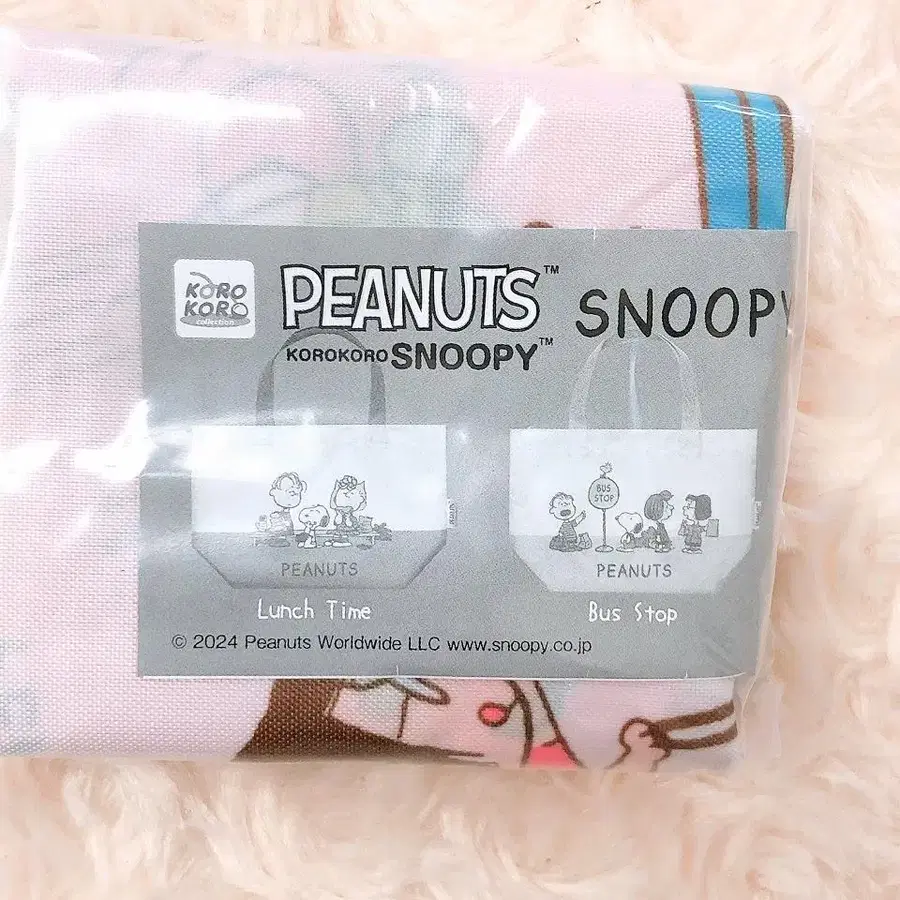 KORO
KORO
collection
PEANUTS™
KOROKORO SNOOPY™
SNOOPY
BUS
STOP
PEANUTS
PEANUTS
Lunch Time
Bus Stop
© 2024 Peanuts Worldwide LLC www.snoopy.co.jp